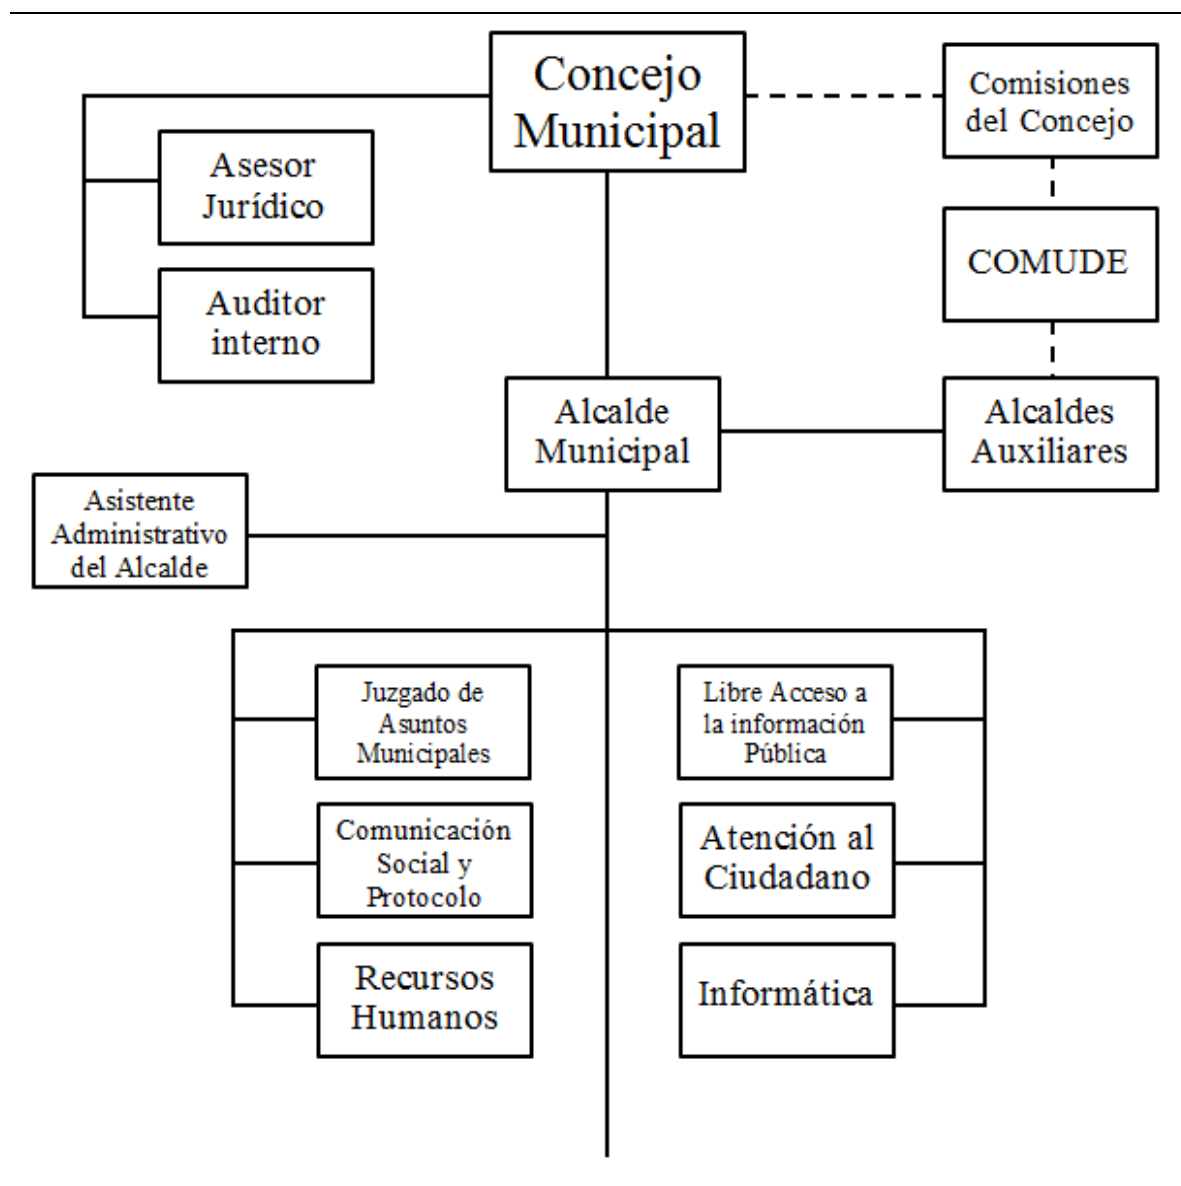 Concejo
Municipal
Comisiones
del Concejo
Asesor
Jurídico
COMUDE
Auditor
interno
Alcalde
Municipal
Alcaldes
Auxiliares
Asistente
Administrativo
del Alcalde
Juzgado de
Asuntos
Municipales
Libre Acceso a
la información
Pública
Comunicación
Social y
Protocolo
Atención al
Ciudadano
Recursos
Humanos
Informática